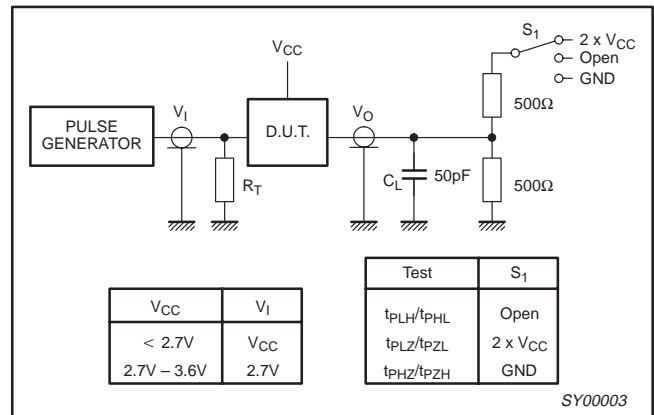 S1
2 x VCC
Open
GND
VCC
500Ω
VI
VO
PULSE
GENERATOR
D.U.T.
RT
CL
50pF
500Ω
VCC VI
< 2.7V VCC
2.7V – 3.6V 2.7V
Test S1
tPLH/tPHL Open
tPLZ/tPZL 2 x VCC
tPHZ/tPZH GND
SY00003